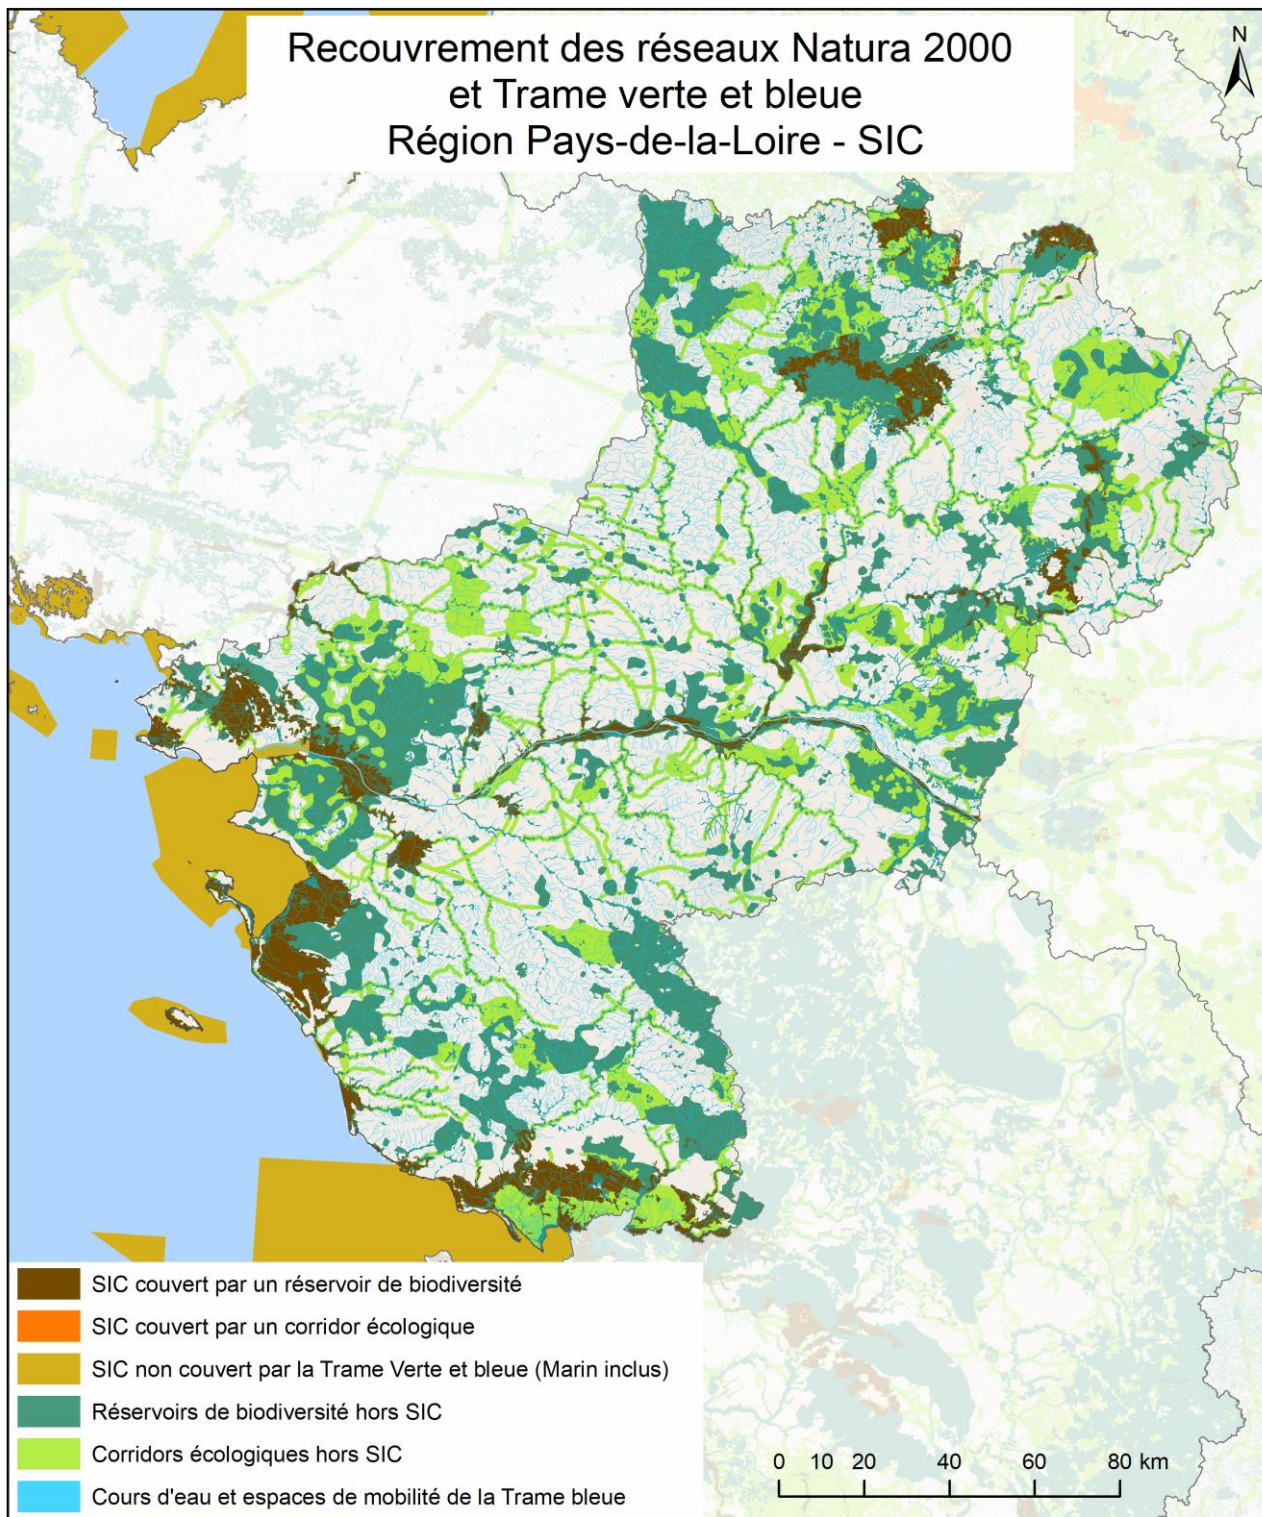 Recouvrement des réseaux Natura 2000
et Trame verte et bleue
Région Pays-de-la-Loire - SIC
N
SIC couvert par un réservoir de biodiversité
SIC couvert par un corridor écologique
SIC non couvert par la Trame Verte et bleue (Marin inclus)
Réservoirs de biodiversité hors SIC
Corridors écologiques hors SIC
Cours d'eau et espaces de mobilité de la Trame bleue
0 10 20 40 60 80 km